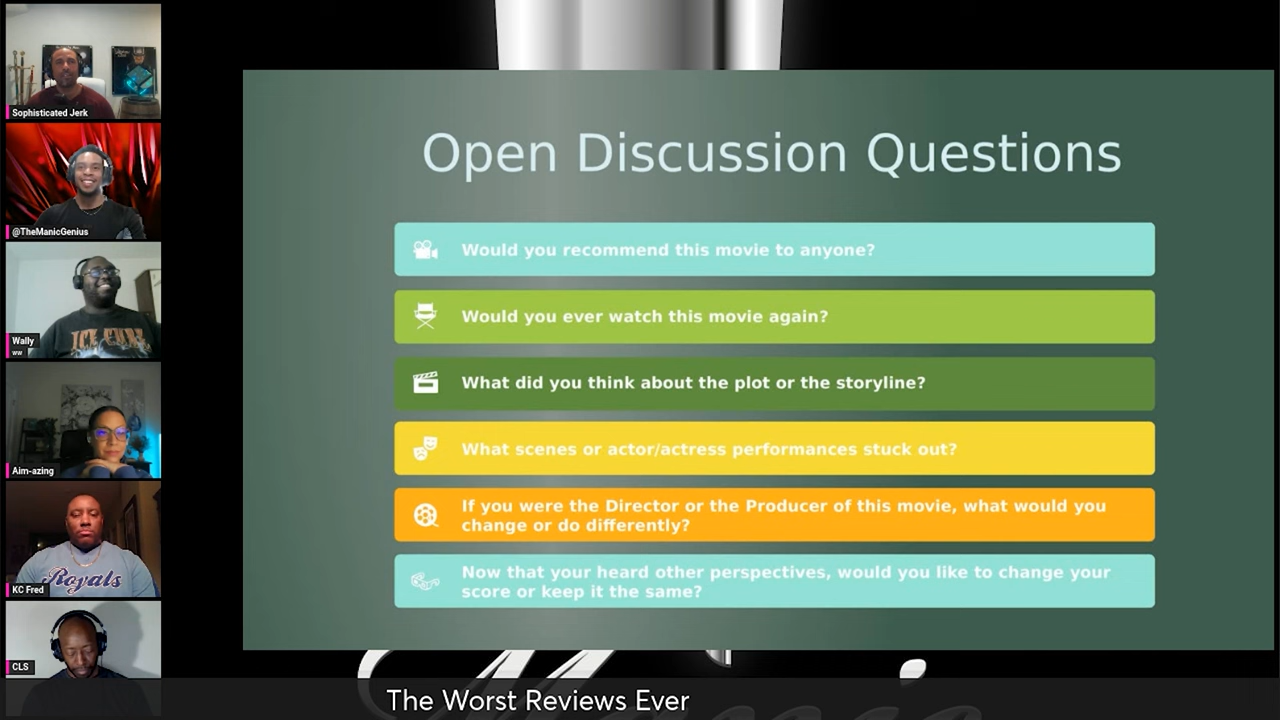 Sophisticated Jerk
@TheManicGenius
ICE CUBE
Wally
ww
Aim-azing
Royals
KC Fred
CLS
Open Discussion Questions
Would you recommend this movie to anyone?
Would you ever watch this movie again?
What did you think about the plot or the storyline?
What scenes or actor/actress performances stuck out?
If you were the Director or the Producer of this movie, what would you
change or do differently?
Now that your heard other perspectives, would you like to change your
score or keep it the same?
The Worst Reviews Ever